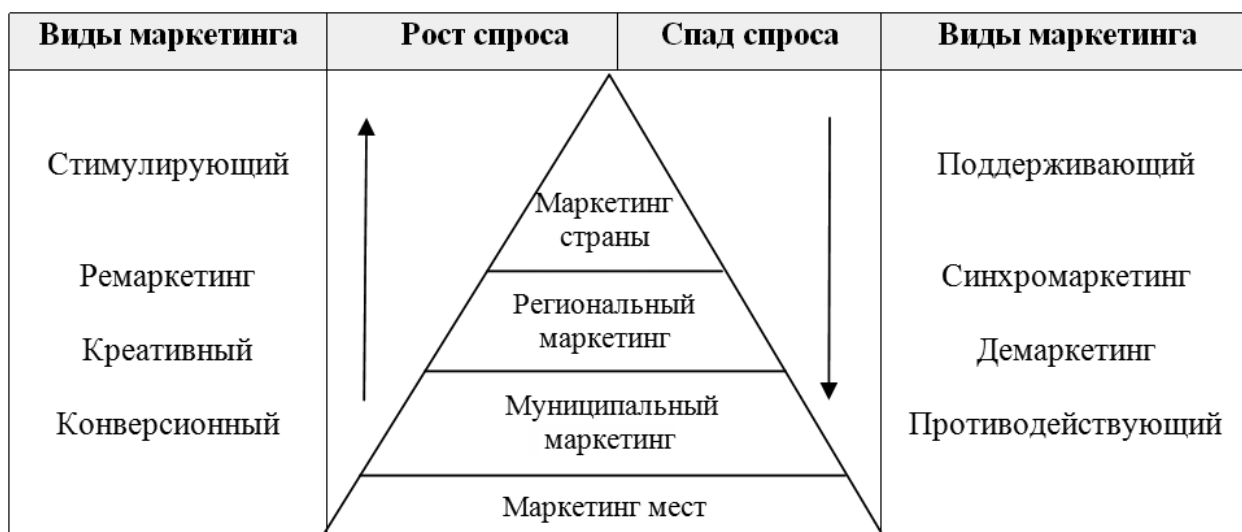 Виды маркетинга Рост спроса Спад спроса Виды маркетинга
Стимулирующий
Ремаркетинг
Креативный
Конверсионный
Маркетинг
страны
Региональный
маркетинг
Муниципальный
маркетинг
Маркетинг мест
Поддерживающий
Синхромаркетинг
Демаркетинг
Противодействующий